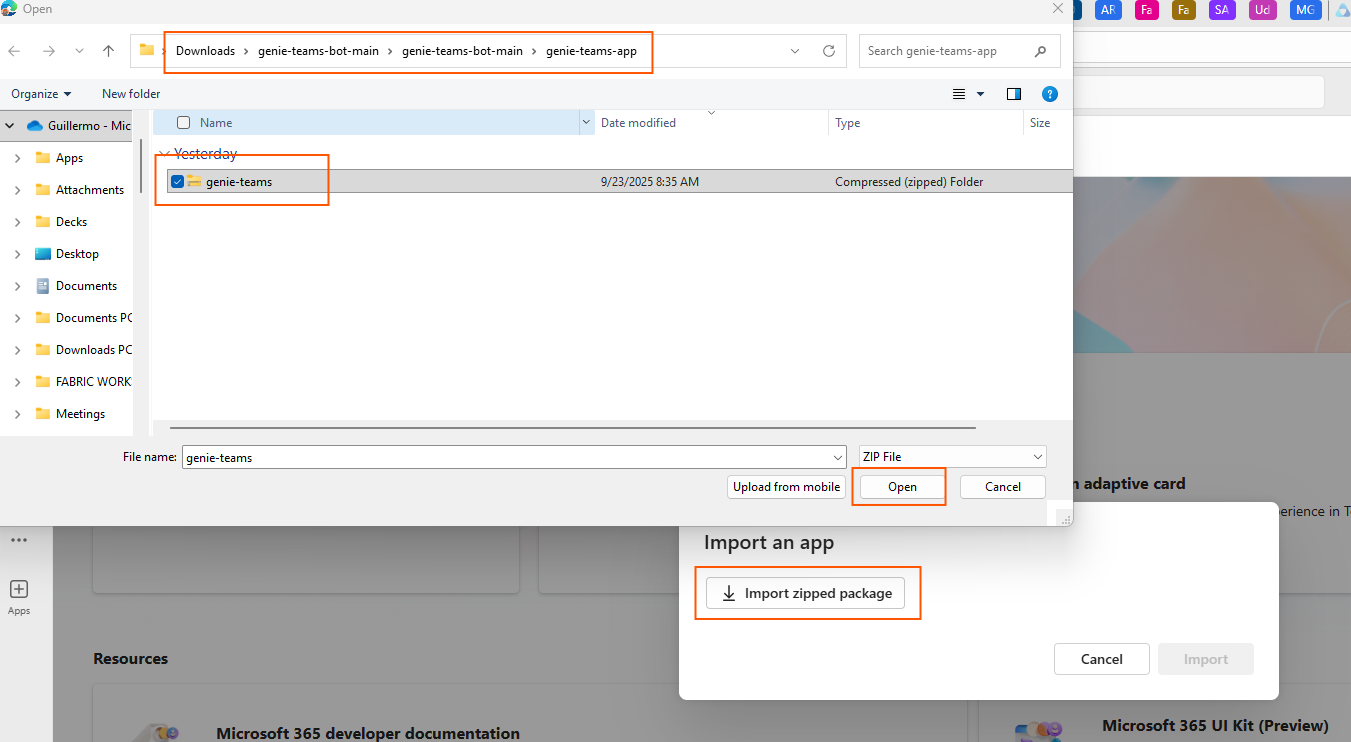 Open
AR Fa Fa SA Ud MG
Downloads > genie-teams-bot-main > genie-teams-bot-main > genie-teams-app
Search genie-teams-app
Organize New folder
?
Guillermo - Mic
Apps
Attachments
Decks
Desktop
Documents
Documents PC
Downloads PC
FABRIC WORK
Meetings
Name Date modified Type Size
Yesterday
genie-teams 9/23/2025 8:35 AM Compressed (zipped) Folder
File name: genie-teams ZIP File
Upload from mobile Open Cancel
n adaptive card
perience in T
Import an app
Import zipped package
Cancel Import
Apps
Resources
Microsoft 365 developer documentation
Microsoft 365 UI Kit (Preview)